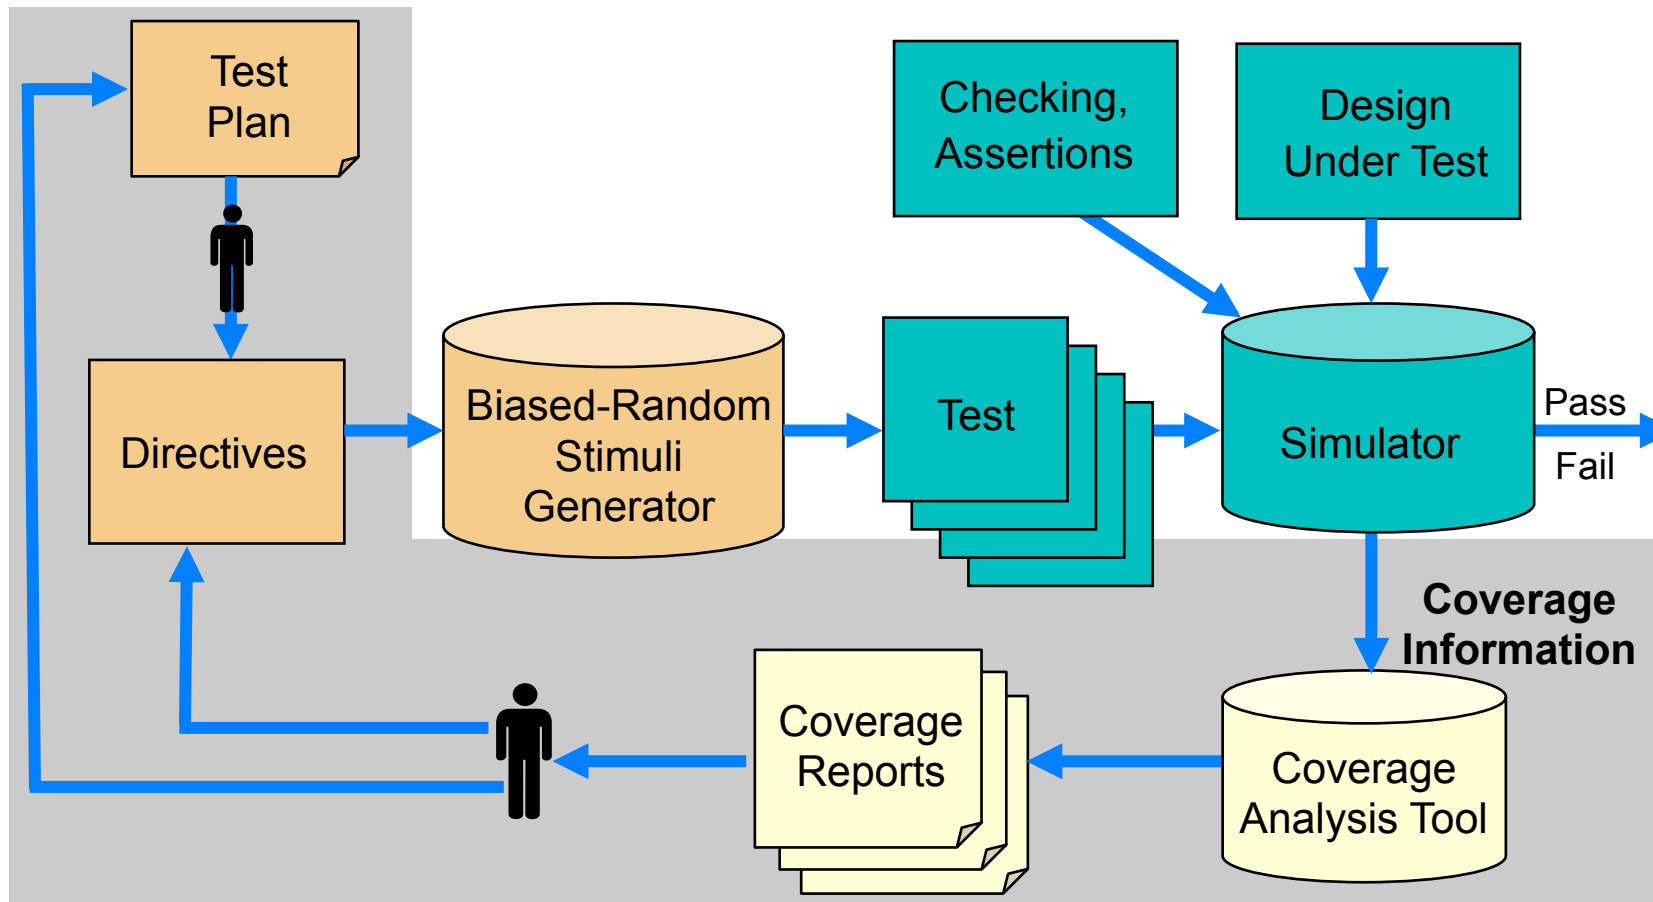 Test
Plan
Checking,
Assertions
Design
Under Test
Directives
Biased-Random
Stimuli
Generator
Test
Simulator
Pass
Fail
Coverage
Information
Coverage
Reports
Coverage
Analysis Tool